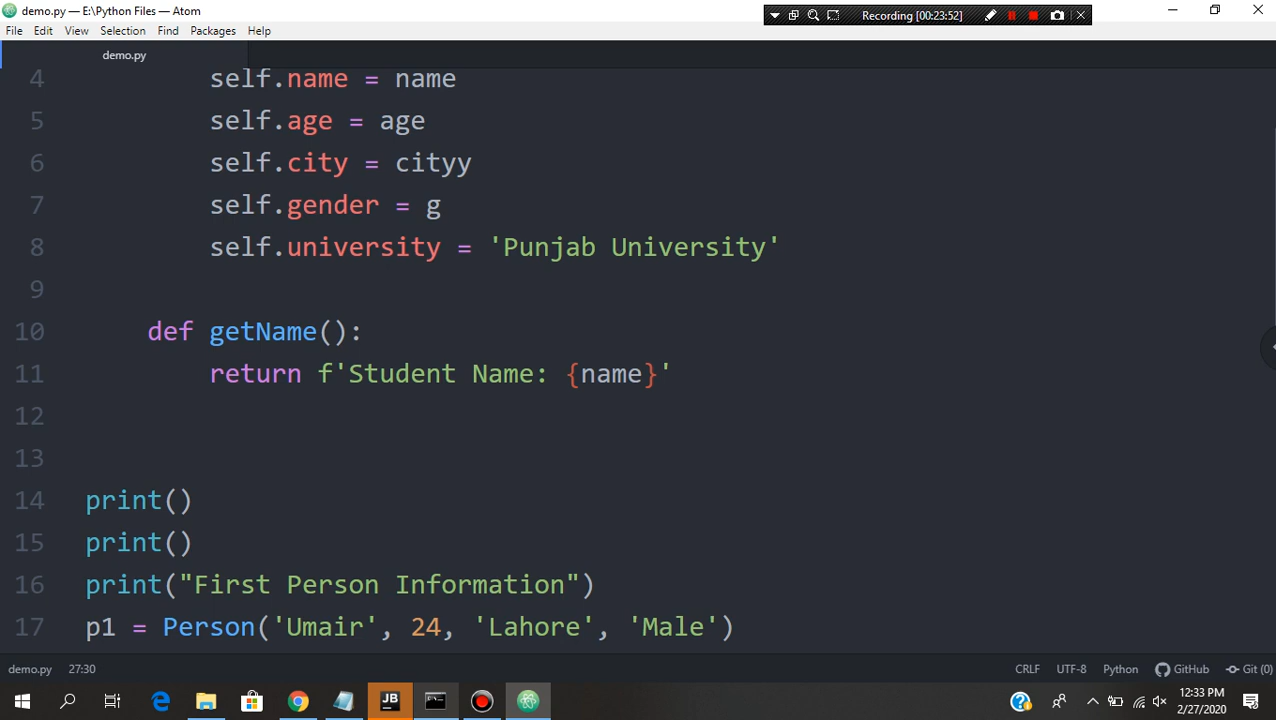 demo.py — E:\Python Files — Atom
Recording [00:23:52]
File Edit View Selection Find Packages Help
demo.py
4 self.name = name
5 self.age = age
6 self.city = cityy
7 self.gender = g
8 self.university = 'Punjab University'
9
10 def getName():
11 return f'Student Name: {name}'
12
13
14 print()
15 print()
16 print("First Person Information")
17 p1 = Person('Umair', 24, 'Lahore', 'Male')
demo.py 27:30 CRLF UTF-8 Python GitHub Git (0)
JB
12:33 PM
2/27/2020